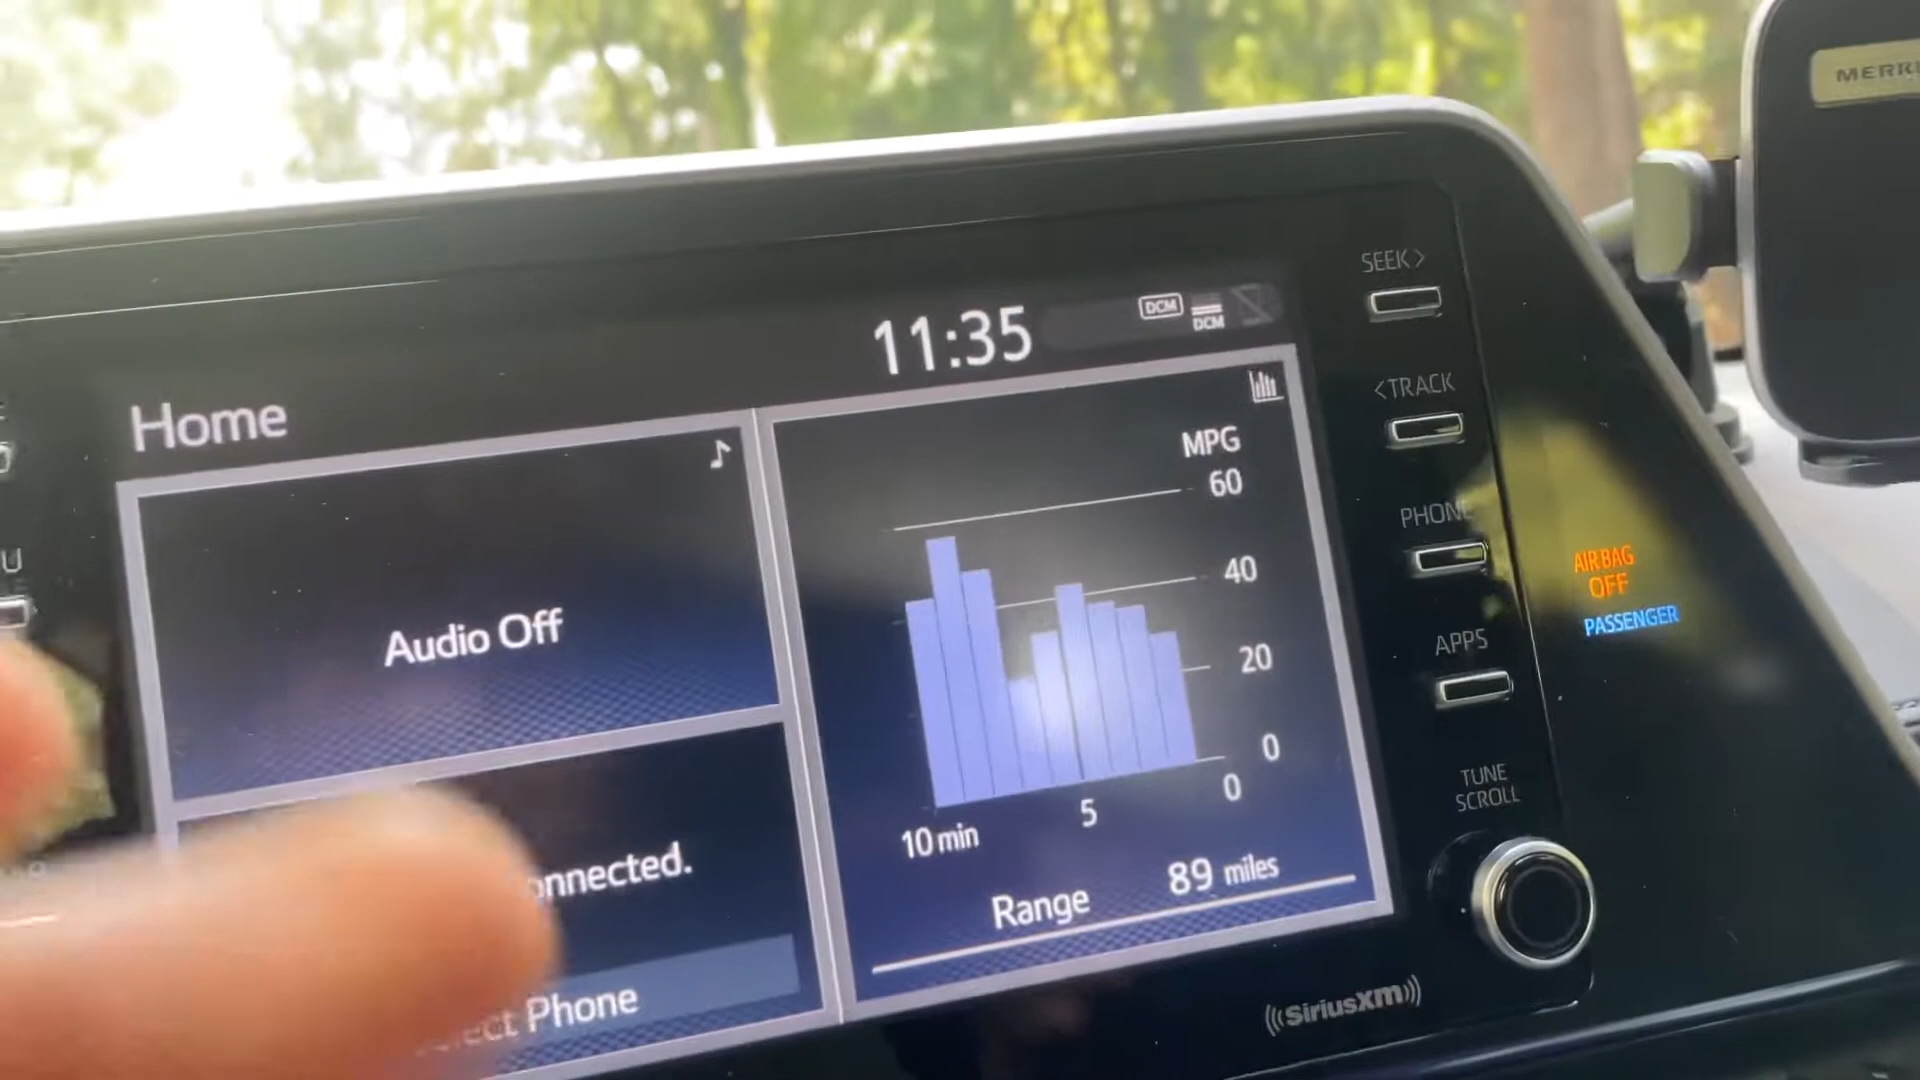 11:35
DCM
DCM
Home
Audio Off
Phone
MPG
60
40
20
0
10 min
5
0
Range 89 miles
SEEK>
<TRACK
PHONE
APPS
TUNE
SCROLL
AIRBAG
OFF
PASSENGER
SiriusXM